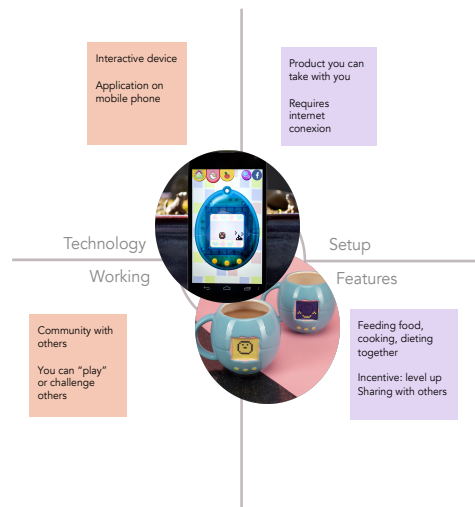 Interactive device
Application on
mobile phone
Product you can
take with you
Requires
internet
conexion
Technology
Setup
Working
Features
Community with
others
You can “play”
or challenge
others
Feeding food,
cooking, dieting
together
Incentive: level up
Sharing with others